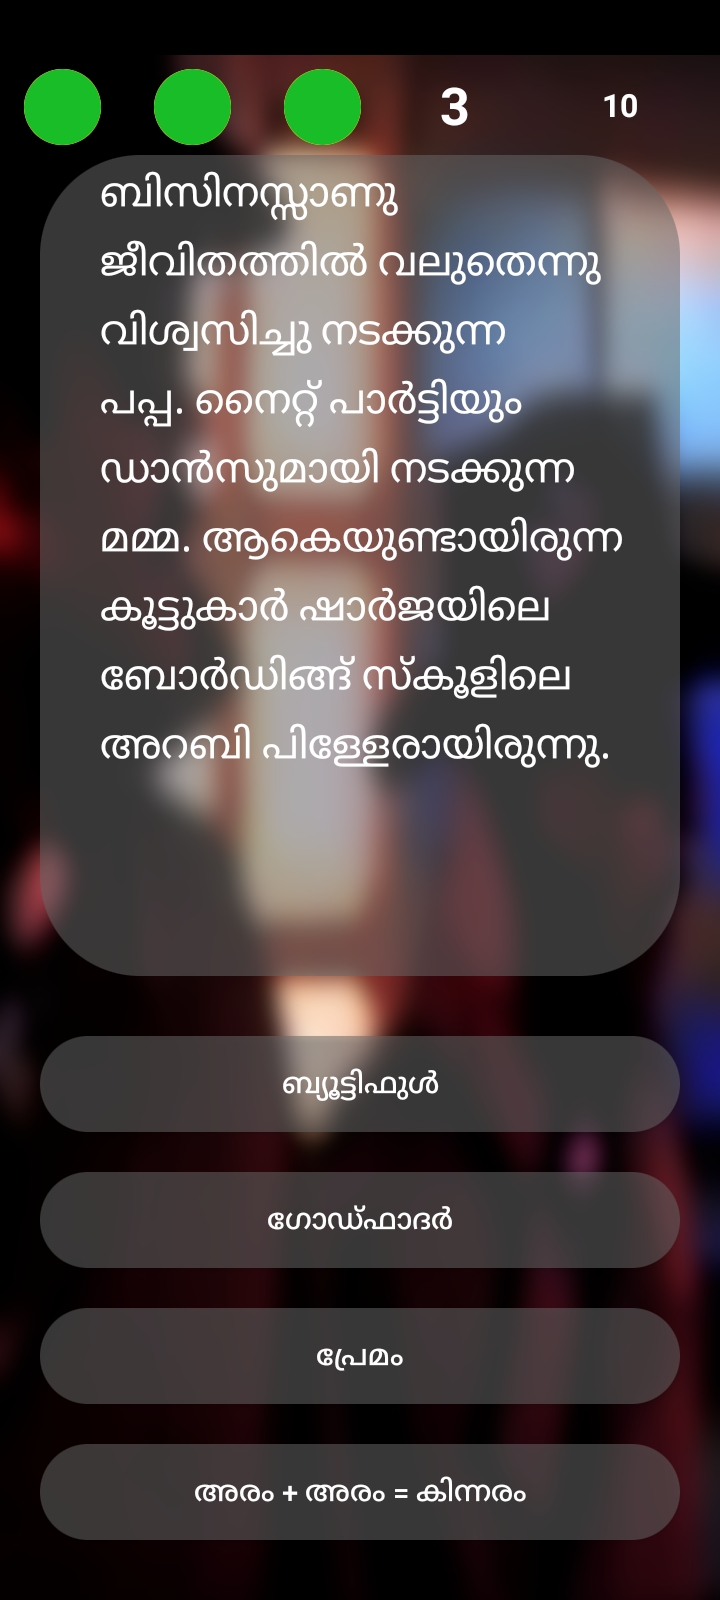 3 10
ബിസിനസ്സാണു
ജീവിതത്തിൽ വലുതെന്നു
വിശ്വസിച്ചു നടക്കുന്ന
പപ്പ. നൈറ്റ് പാർട്ടിയും
ഡാൻസുമായി നടക്കുന്ന
മമ്മ. ആകെയുണ്ടായിരുന്ന
കൂട്ടുകാർ ഷാർജയിലെ
ബോർഡിങ്ങ് സ്കൂളിലെ
അറബി പിള്ളേരായിരുന്നു.
ബ്യൂട്ടിഫുൾ
ഗോഡ്ഫാദർ
പ്രേമം
അരം + അരം = കിന്നരം